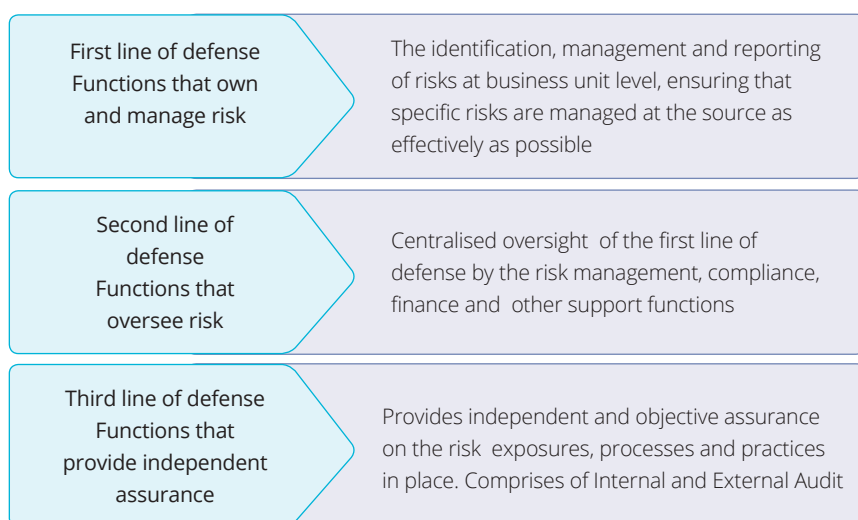 First line of defense
Functions that own
and manage risk
The identification, management and reporting
of risks at business unit level, ensuring that
specific risks are managed at the source as
effectively as possible
Second line of
defense
Functions that
oversee risk
Centralised oversight of the first line of
defense by the risk management, compliance,
finance and other support functions
Third line of defense
Functions that
provide independent
assurance
Provides independent and objective assurance
on the risk exposures, processes and practices
in place. Comprises of Internal and External Audit